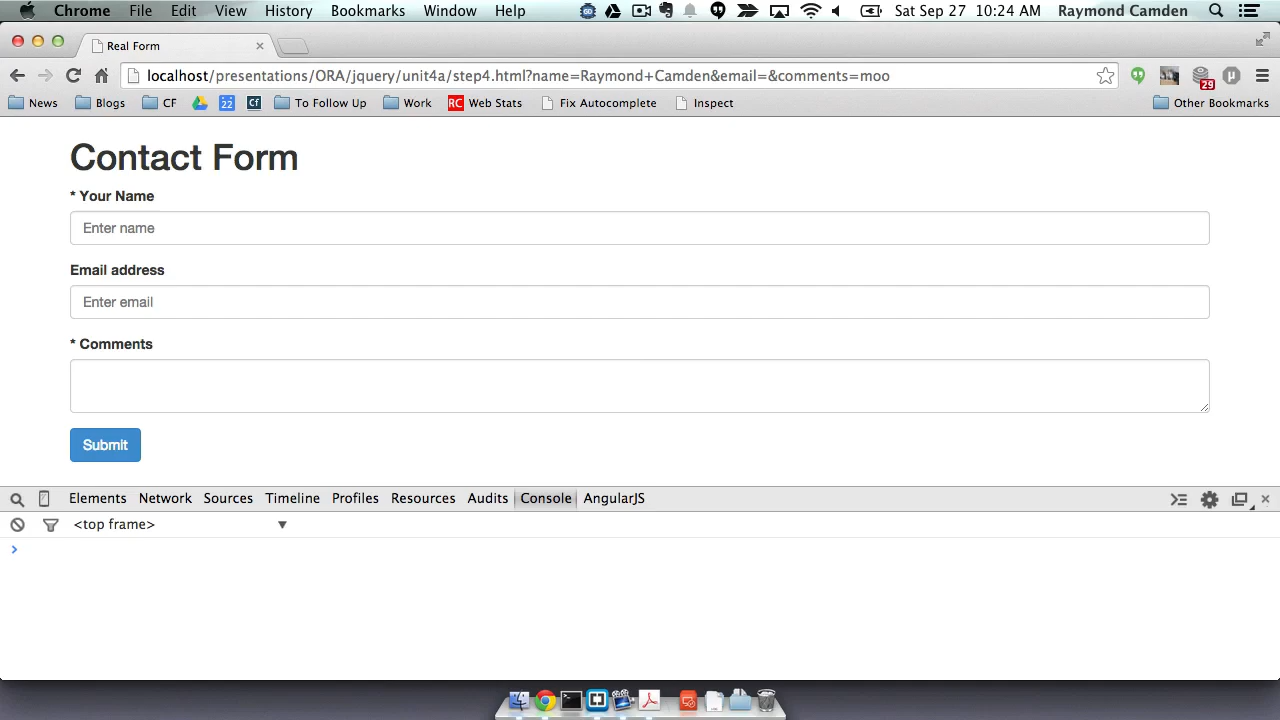 Chrome File Edit View History Bookmarks Window Help Sat Sep 27 10:24 AM Raymond Camden
Real Form
localhost/presentations/ORA/jquery/unit4a/step4.html?name=Raymond+Camden&email=&comments=moo 29
News Blogs CF 22 Cf To Follow Up Work RC Web Stats Fix Autocomplete Inspect Other Bookmarks
Contact Form
* Your Name
Enter name
Email address
Enter email
* Comments
Submit
Elements Network Sources Timeline Profiles Resources Audits Console AngularJS
<top frame>